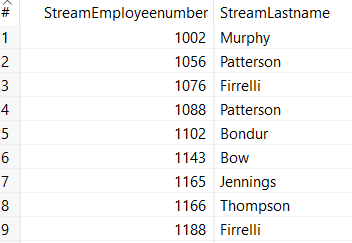 # StreamEmployeenumber StreamLastname
1 1002 Murphy
2 1056 Patterson
3 1076 Firrelli
4 1088 Patterson
5 1102 Bondur
6 1143 Bow
7 1165 Jennings
8 1166 Thompson
9 1188 Firrelli